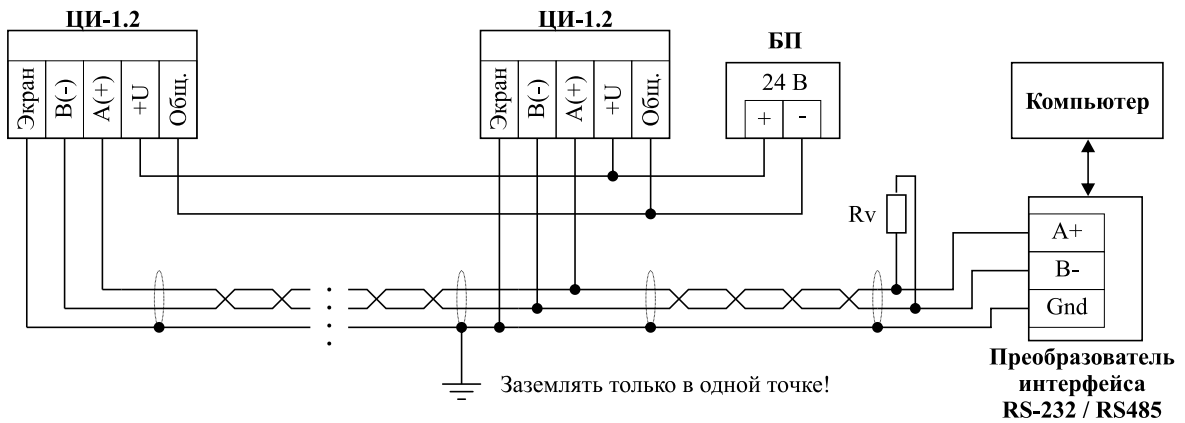 ЦИ-1.2
Экран
B(-)
A(+)
+U
Общ.
ЦИ-1.2
Экран
B(-)
A(+)
+U
Общ.
БП
24 В
+ -
Компьютер
Rv
A+
B-
Gnd
Заземлять только в одной точке!
Преобразователь
интерфейса
RS-232 / RS485